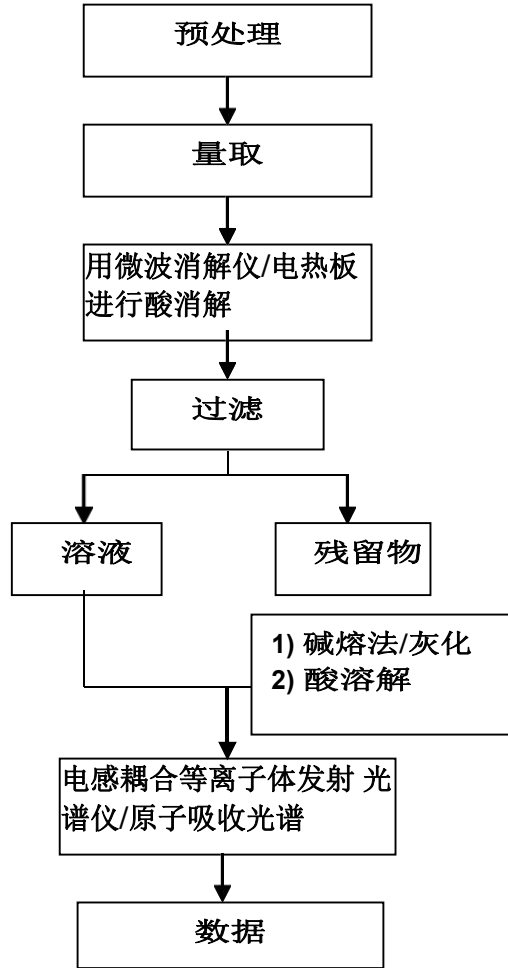 预处理
量取
用微波消解仪/电热板
进行酸消解
过滤
溶液
残留物
1) 碱熔法/灰化
2) 酸溶解
电感耦合等离子体发射 光
谱仪/原子吸收光谱
数据